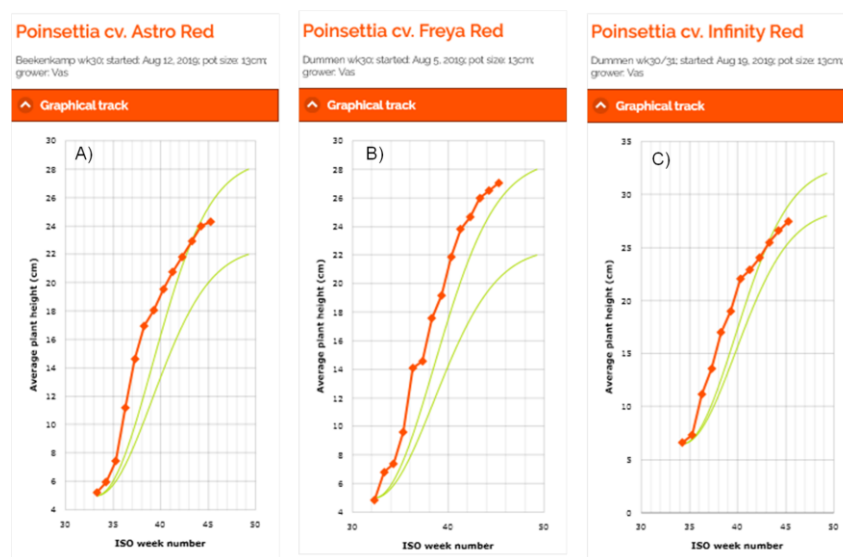 Poinsettia cv. Astro Red
Beekenkamp wk30; started: Aug 12, 2019; pot size: 13cm;
grower: Vas
Graphical track
A)
30
28
26
24
22
20
18
16
14
12
10
8
6
4
Average plant height (cm)
30 35 40 45 50
ISO week number
Poinsettia cv. Freya Red
Dummen wk30; started: Aug 5, 2019; pot size: 13cm;
grower: Vas
Graphical track
B)
30
28
26
24
22
20
18
16
14
12
10
8
6
4
Average plant height (cm)
30 40 50
ISO week number
Poinsettia cv. Infinity Red
Dummen wk30/31; started: Aug 19, 2019; pot size: 13cm;
grower: Vas
Graphical track
C)
35
30
25
20
15
10
5
0
Average plant height (cm)
30 35 40 45 50
ISO week number